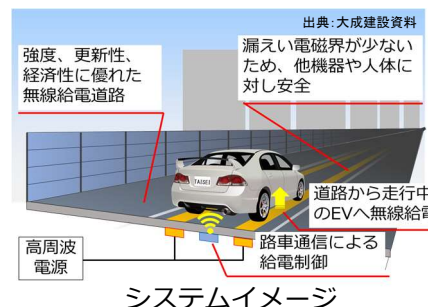 出典:大成建設資料
強度、更新性、
経済性に優れた
無線給電道路
漏えい電磁界が少ない
ため、他機器や人体に
対し安全
TAISEI
道路から走行中
のEVへ無線給電
路車通信による
給電制御
高周波
電源
システムイメージ